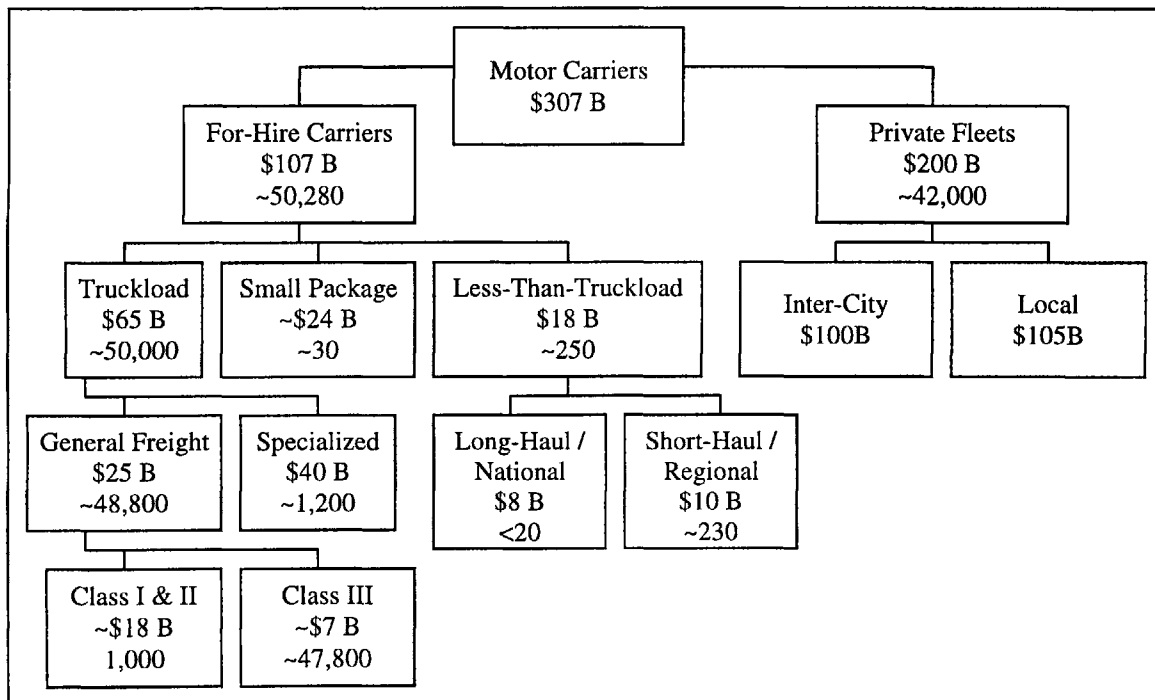 Motor Carriers
$307 B
For-Hire Carriers
$107 B
~50,280
Private Fleets
$200 B
~42,000
Truckload
$65 B
~50,000
Small Package
~$24 B
~30
Less-Than-Truckload
$18 B
~250
Inter-City
$100B
Local
$105B
General Freight
$25 B
~48,800
Specialized
$40 B
~1,200
Long-Haul /
National
$8 B
<20
Short-Haul /
Regional
$10 B
~230
Class I & II
~$18 B
1,000
Class III
~$7 B
~47,800